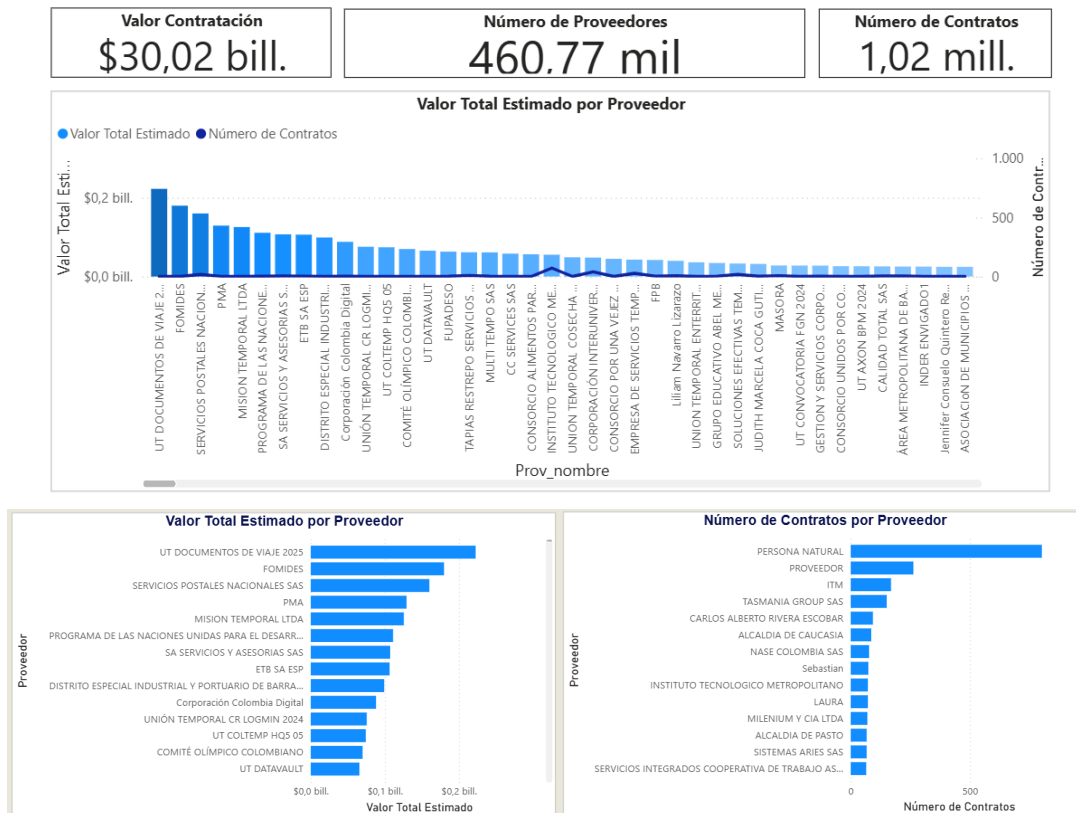 Valor Contratación
$30,02 bill.
Número de Proveedores
460,77 mil
Número de Contratos
1,02 mill.
Valor Total Estimado por Proveedor
Valor Total Estimado Número de Contratos
Valor Total Esti...
$0,2 bill.
$0,0 bill.
1.000
500
0
Número de Contr...
UT DOCUMENTOS DE VIAJE 2...
FOMIDES
SERVICIOS POSTALES NACION...
PMA
MISION TEMPORAL LTDA
PROGRAMA DE LAS NACIONE...
SA SERVICIOS Y ASESORIAS S...
ETB SA ESP
DISTRITO ESPECIAL INDUSTRI...
Corporación Colombia Digital
UNIÓN TEMPORAL CR LOGMI...
UT COLTEMP HQ5 05
COMITÉ OLÍMPICO COLOMBI...
UT DATAVAULT
FUPADESO
TAPIAS RESTREPO SERVICIOS ...
MULTI TEMPO SAS
CC SERVICES SAS
CONSORCIO ALIMENTOS PAR...
INSTITUTO TECNOLOGICO ME...
UNION TEMPORAL COSECHA ...
CORPORACIÓN INTERUNIVER...
CONSORCIO POR UNA VEJEZ ...
EMPRESA DE SERVICIOS TEMP...
FPB
Liliam Navarro Lizarazo
UNION TEMPORAL ENTERRIT...
GRUPO EDUCATIVO ABEL ME...
SOLUCIONES EFECTIVAS TEM...
JUDITH MARCELA COCA GUTI...
MASORA
UT CONVOCATORIA FGN 2024
GESTION Y SERVICIOS CORPO...
CONSORCIO UNIDOS POR CO...
UT AXON BPM 2024
CALIDAD TOTAL SAS
ÁREA METROPOLITANA DE BA...
INDER ENVIGADO1
Jennifer Consuelo Quintero Re...
ASOCIACIoN DE MUNICIPIOS ...
Prov_nombre
Valor Total Estimado por Proveedor
Proveedor
UT DOCUMENTOS DE VIAJE 2025
FOMIDES
SERVICIOS POSTALES NACIONALES SAS
PMA
MISION TEMPORAL LTDA
PROGRAMA DE LAS NACIONES UNIDAS PARA EL DESARR...
SA SERVICIOS Y ASESORIAS SAS
ETB SA ESP
DISTRITO ESPECIAL INDUSTRIAL Y PORTUARIO DE BARRA...
Corporación Colombia Digital
UNIÓN TEMPORAL CR LOGMIN 2024
UT COLTEMP HQ5 05
COMITÉ OLÍMPICO COLOMBIANO
UT DATAVAULT
$0,0 bill. $0,1 bill. $0,2 bill.
Valor Total Estimado
Número de Contratos por Proveedor
Proveedor
PERSONA NATURAL
PROVEEDOR
ITM
TASMANIA GROUP SAS
CARLOS ALBERTO RIVERA ESCOBAR
ALCALDIA DE CAUCASIA
NASE COLOMBIA SAS
Sebastian
INSTITUTO TECNOLOGICO METROPOLITANO
LAURA
MILENIUM Y CIA LTDA
ALCALDIA DE PASTO
SISTEMAS ARIES SAS
SERVICIOS INTEGRADOS COOPERATIVA DE TRABAJO AS...
0 500
Número de Contratos